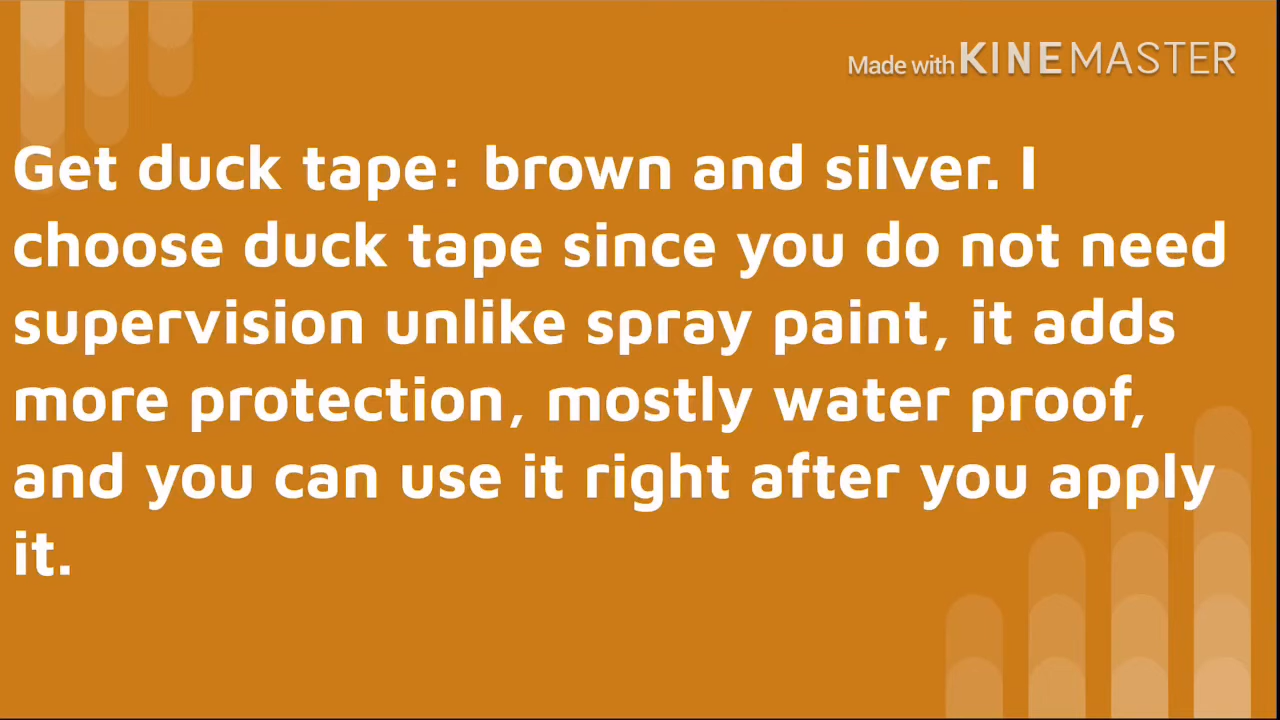 Made with KINEMASTER
Get duck tape: brown and silver. I
choose duck tape since you do not need
supervision unlike spray paint, it adds
more protection, mostly water proof,
and you can use it right after you apply
it.